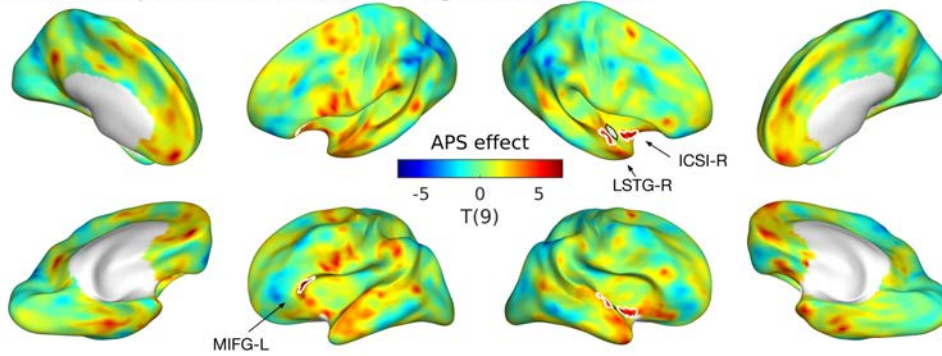 APS effect
-5 0 5
T(9)
ICSI-R
LSTG-R
MIFG-L